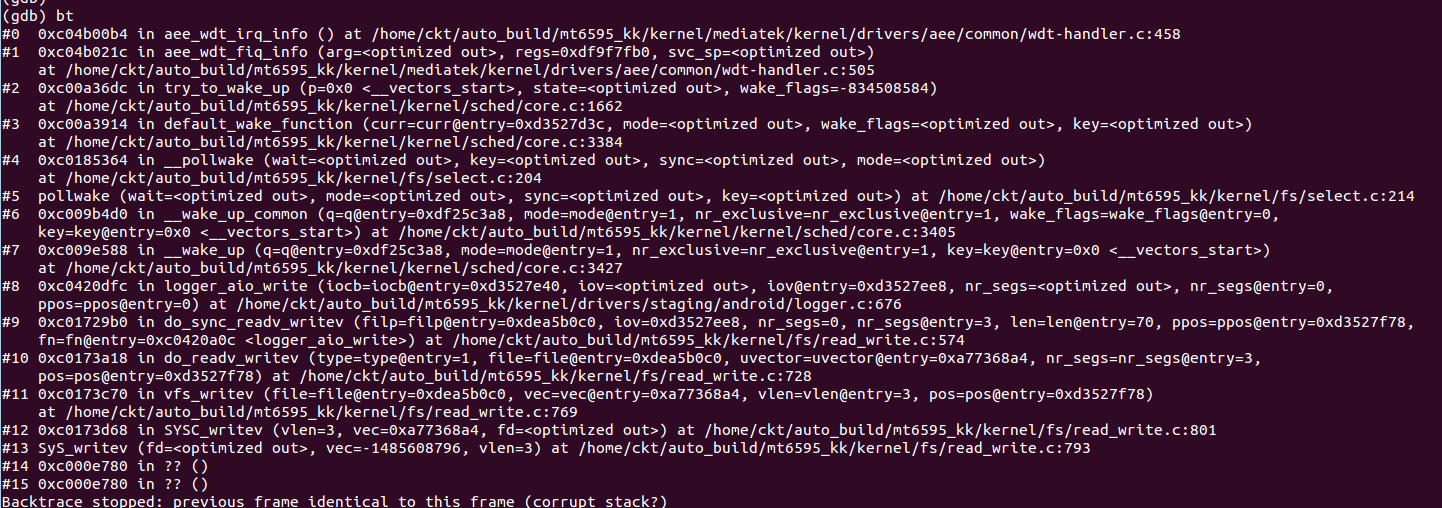 (gdb) bt
#0  0xc04b00b4 in aee_wdt_irq_info () at /home/ckt/auto_build/mt6595_kk/kernel/mediatek/kernel/drivers/aee/common/wdt-handler.c:458
#1  0xc04b021c in aee_wdt_fiq_info (arg=<optimized out>, regs=0xdf9f7fb0, svc_sp=<optimized out>)
    at /home/ckt/auto_build/mt6595_kk/kernel/mediatek/kernel/drivers/aee/common/wdt-handler.c:505
#2  0xc00a36dc in try_to_wake_up (p=0x0 <__vectors_start>, state=<optimized out>, wake_flags=-834508584)
    at /home/ckt/auto_build/mt6595_kk/kernel/kernel/sched/core.c:1662
#3  0xc00a3914 in default_wake_function (curr=curr@entry=0xd3527d3c, mode=<optimized out>, wake_flags=<optimized out>, key=<optimized out>)
    at /home/ckt/auto_build/mt6595_kk/kernel/kernel/sched/core.c:3384
#4  0xc0185364 in __pollwake (wait=<optimized out>, key=<optimized out>, sync=<optimized out>, mode=<optimized out>)
    at /home/ckt/auto_build/mt6595_kk/kernel/fs/select.c:204
#5  pollwake (wait=<optimized out>, mode=<optimized out>, sync=<optimized out>, key=<optimized out>) at /home/ckt/auto_build/mt6595_kk/kernel/fs/select.c:214
#6  0xc009b4d0 in __wake_up_common (q=q@entry=0xdf25c3a8, mode=mode@entry=1, nr_exclusive=nr_exclusive@entry=1, wake_flags=wake_flags@entry=0,
    key=key@entry=0x0 <__vectors_start>) at /home/ckt/auto_build/mt6595_kk/kernel/kernel/sched/core.c:3405
#7  0xc009e588 in __wake_up (q=q@entry=0xdf25c3a8, mode=mode@entry=1, nr_exclusive=nr_exclusive@entry=1, key=key@entry=0x0 <__vectors_start>)
    at /home/ckt/auto_build/mt6595_kk/kernel/kernel/sched/core.c:3427
#8  0xc0420dfc in logger_aio_write (iocb=iocb@entry=0xd3527e40, iov=<optimized out>, iov@entry=0xd3527ee8, nr_segs=<optimized out>, nr_segs@entry=0,
    ppos=ppos@entry=0) at /home/ckt/auto_build/mt6595_kk/kernel/drivers/staging/android/logger.c:676
#9  0xc01729b0 in do_sync_readv_writev (filp=filp@entry=0xdea5b0c0, iov=0xd3527ee8, nr_segs=0, nr_segs@entry=3, len=len@entry=70, ppos=ppos@entry=0xd3527f78,
    fn=fn@entry=0xc0420a0c <logger_aio_write>) at /home/ckt/auto_build/mt6595_kk/kernel/fs/read_write.c:574
#10 0xc0173a18 in do_readv_writev (type=type@entry=1, file=file@entry=0xdea5b0c0, uvector=uvector@entry=0xa77368a4, nr_segs=nr_segs@entry=3,
    pos=pos@entry=0xd3527f78) at /home/ckt/auto_build/mt6595_kk/kernel/fs/read_write.c:728
#11 0xc0173c70 in vfs_writev (file=file@entry=0xdea5b0c0, vec=vec@entry=0xa77368a4, vlen=vlen@entry=3, pos=pos@entry=0xd3527f78)
    at /home/ckt/auto_build/mt6595_kk/kernel/fs/read_write.c:769
#12 0xc0173d68 in SYSC_writev (vlen=3, vec=0xa77368a4, fd=<optimized out>) at /home/ckt/auto_build/mt6595_kk/kernel/fs/read_write.c:801
#13 SyS_writev (fd=<optimized out>, vec=-1485608796, vlen=3) at /home/ckt/auto_build/mt6595_kk/kernel/fs/read_write.c:793
#14 0xc000e780 in ?? ()
#15 0xc000e780 in ?? ()
Backtrace stopped: previous frame identical to this frame (corrupt stack?)